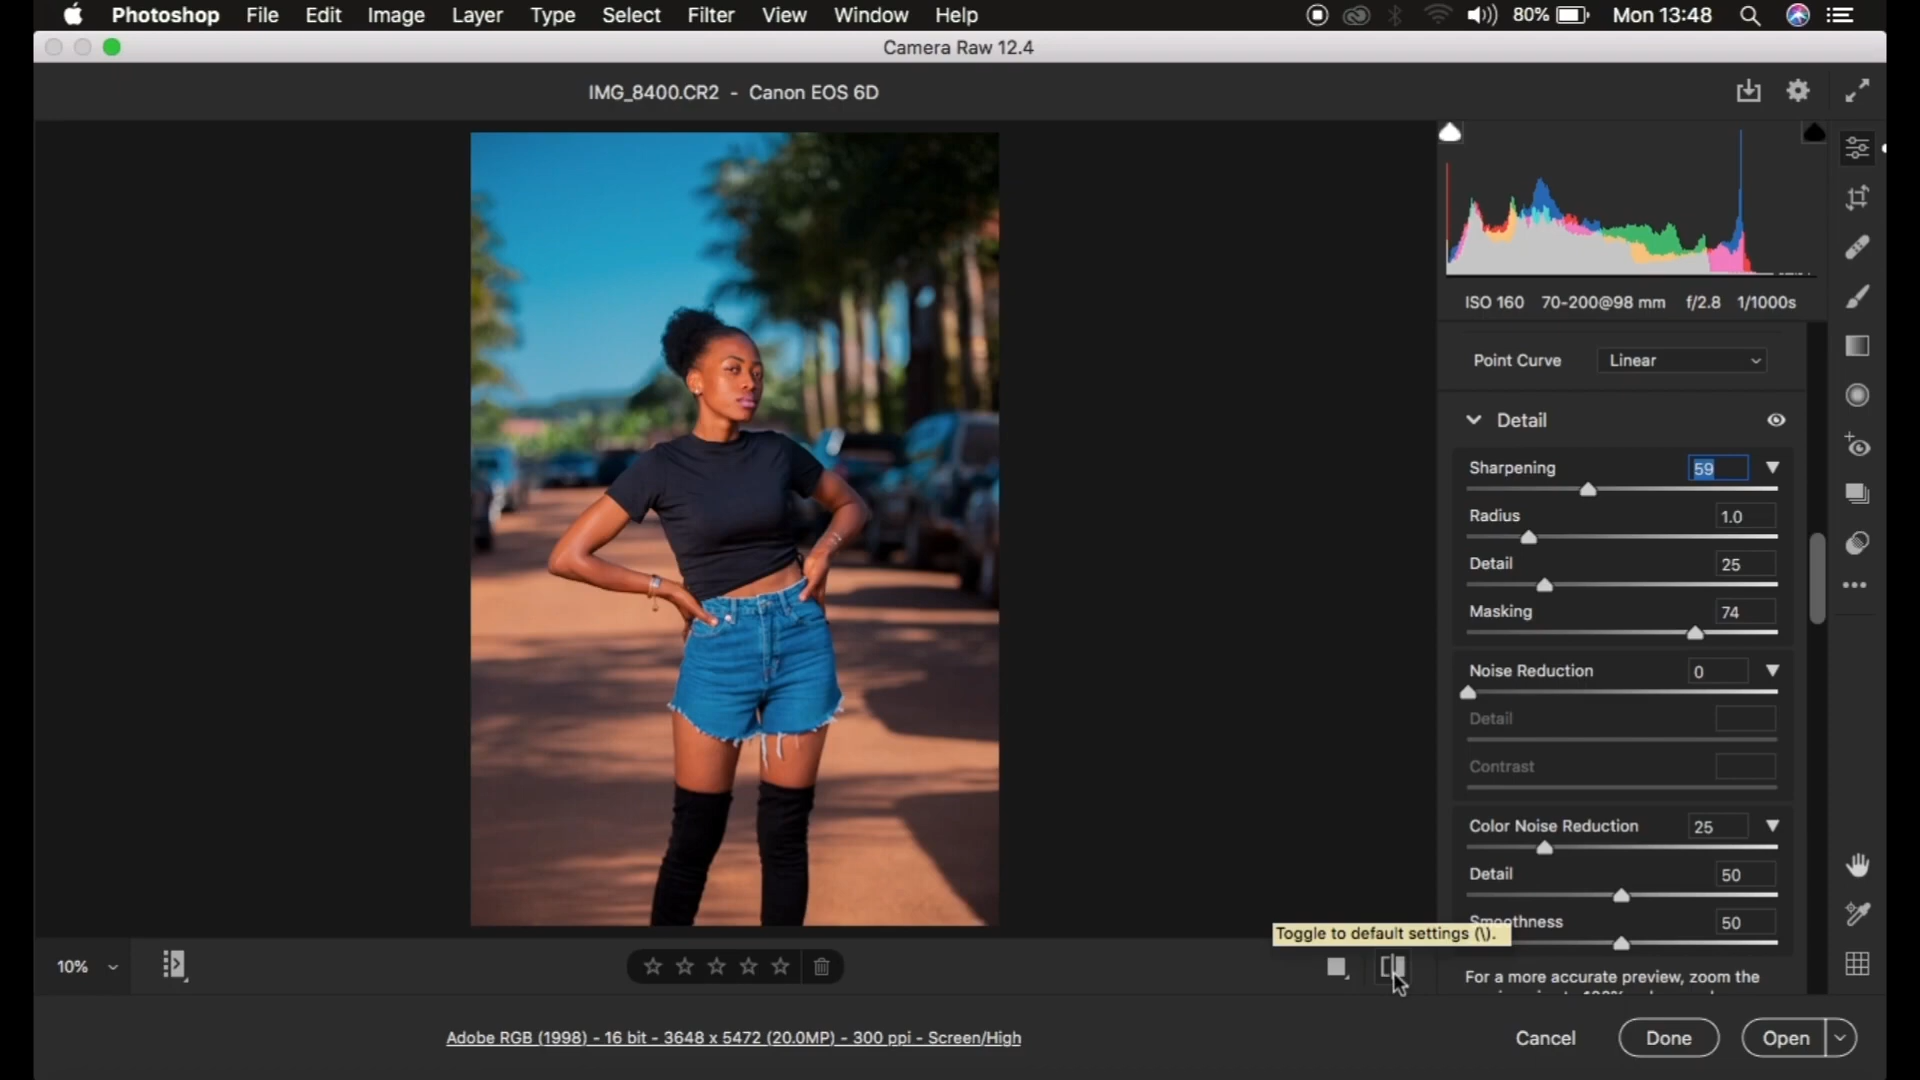 Photoshop File Edit Image Layer Type Select Filter View Window Help 80% Mon 13:48
Camera Raw 12.4
IMG_8400.CR2 - Canon EOS 6D
ISO 160 70-200@98 mm f/2.8 1/1000s
Point Curve Linear
Detail
Sharpening 59
Radius 1.0
Detail 25
Masking 74
Noise Reduction 0
Detail
Contrast
Color Noise Reduction 25
Detail 50
Smoothness 50
Toggle to default settings (\).
10%
For a more accurate preview, zoom the
Adobe RGB (1998) - 16 bit - 3648 x 5472 (20.0MP) - 300 ppi - Screen/High
Cancel Done Open